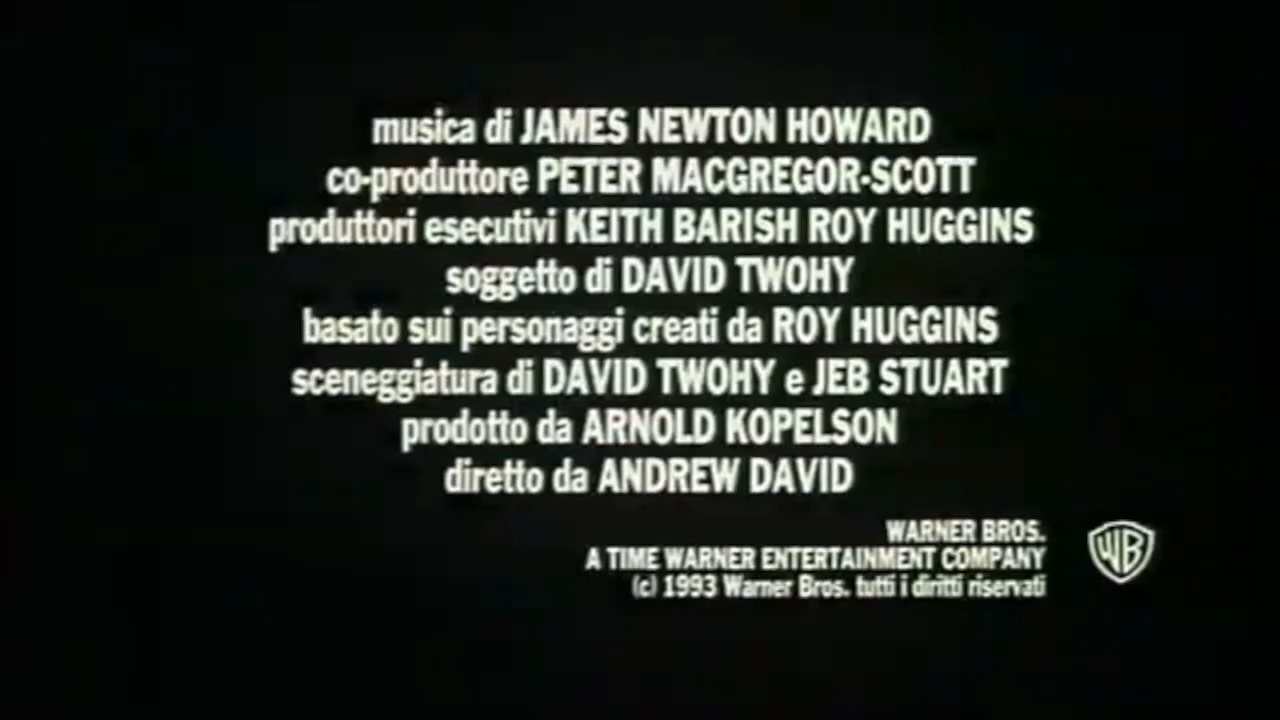 musica di JAMES NEWTON HOWARD
co-produttore PETER MACGREGOR-SCOTT
produttori esecutivi KEITH BARISH ROY HUGGINS
soggetto di DAVID TWOHY
basato sui personaggi creati da ROY HUGGINS
sceneggiatura di DAVID TWOHY e JEB STUART
prodotto da ARNOLD KOPELSON
diretto da ANDREW DAVID
WARNER BROS.
A TIME WARNER ENTERTAINMENT COMPANY
(c) 1993 Warner Bros. tutti i diritti riservati
WB